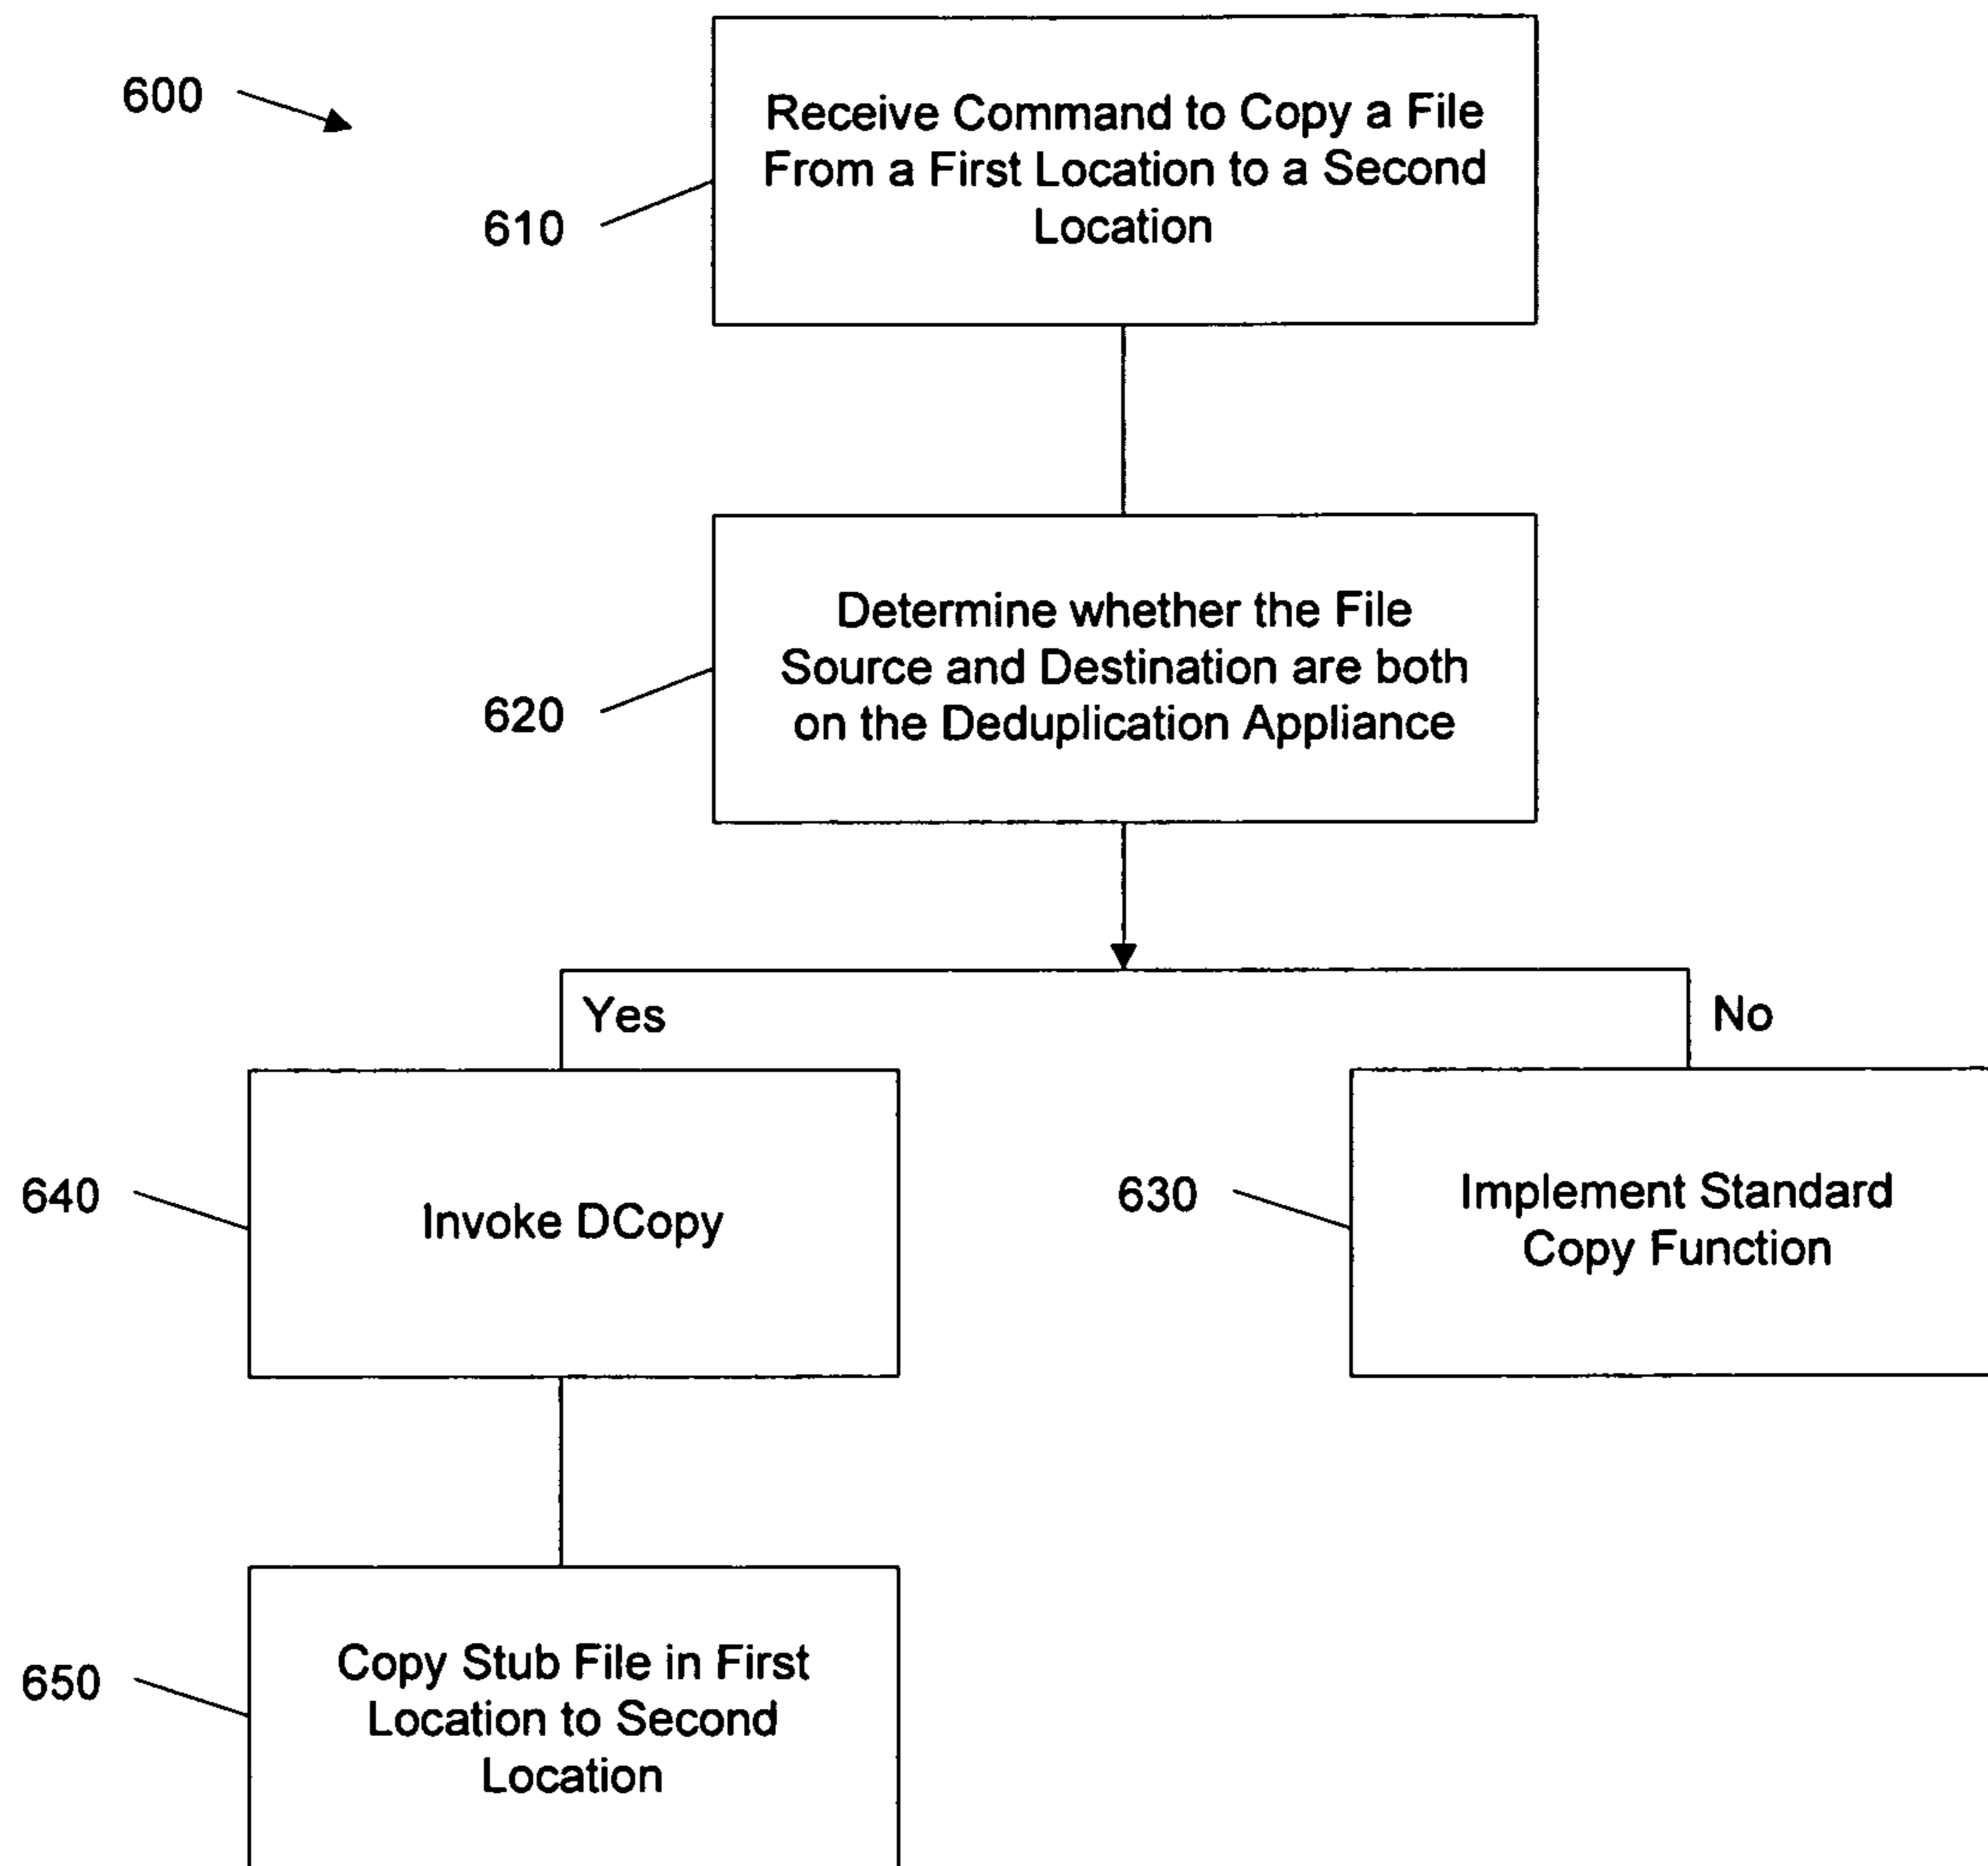 600
Receive Command to Copy a File
From a First Location to a Second
Location
610
Determine whether the File
Source and Destination are both
on the Deduplication Appliance
620
Yes
No
640
Invoke DCopy
630
Implement Standard
Copy Function
650
Copy Stub File in First
Location to Second
Location